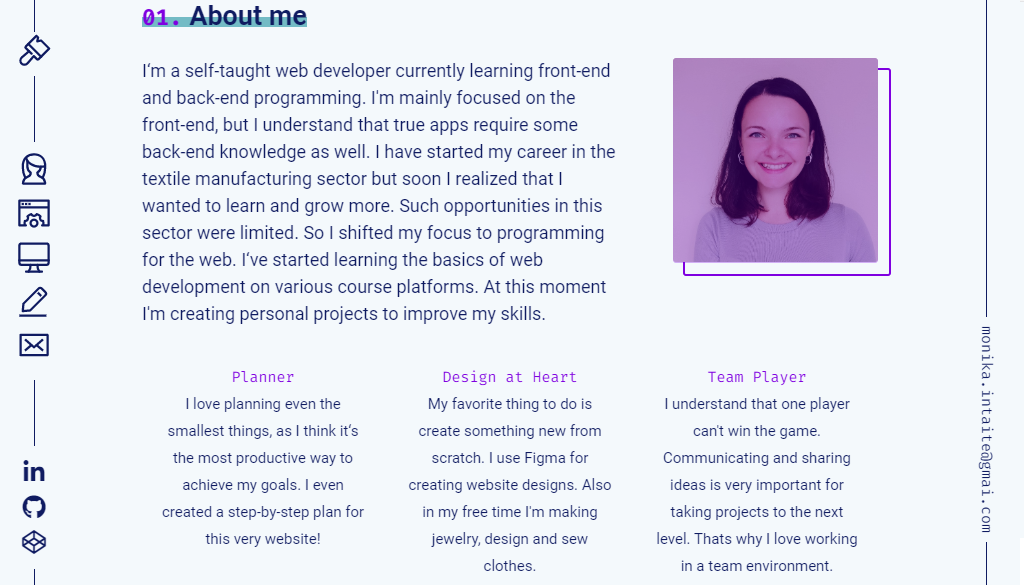 01. About me
I‘m a self-taught web developer currently learning front-end
and back-end programming. I'm mainly focused on the
front-end, but I understand that true apps require some
back-end knowledge as well. I have started my career in the
textile manufacturing sector but soon I realized that I
wanted to learn and grow more. Such opportunities in this
sector were limited. So I shifted my focus to programming
for the web. I‘ve started learning the basics of web
development on various course platforms. At this moment
I'm creating personal projects to improve my skills.
Planner
I love planning even the
smallest things, as I think it‘s
the most productive way to
achieve my goals. I even
created a step-by-step plan for
this very website!
Design at Heart
My favorite thing to do is
create something new from
scratch. I use Figma for
creating website designs. Also
in my free time I'm making
jewelry, design and sew
clothes.
Team Player
I understand that one player
can't win the game.
Communicating and sharing
ideas is very important for
taking projects to the next
level. Thats why I love working
in a team environment.
in
monika.intaite@gmai.com